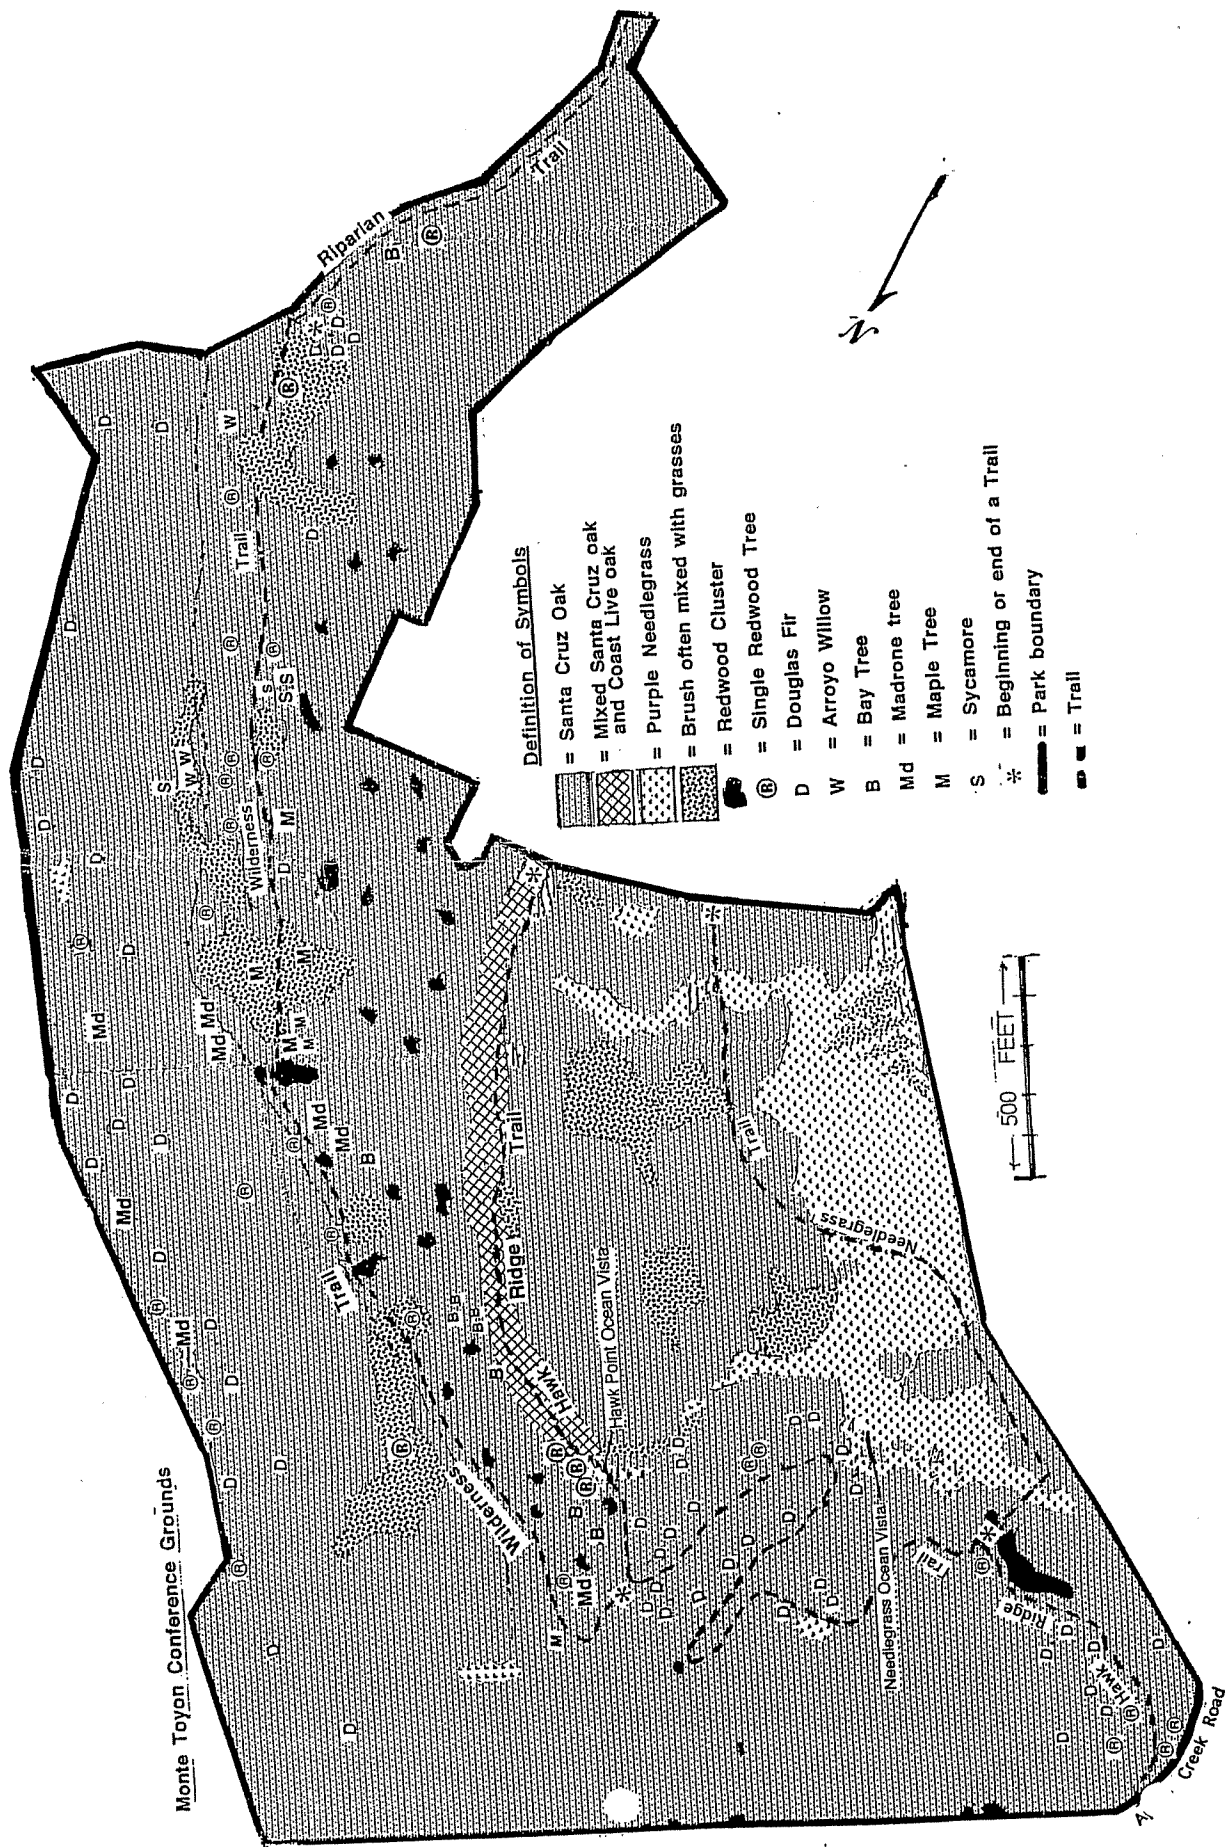 Monte Toyon Conference Grounds
Riparian
Trail
Trail
Wilderness
Trail
Wilderness
Trail
Ridge
Hawk
Hawk Point Ocean Vista
Trail
Needlegrass
Needlegrass Ocean Vista
Trail
Ridge
Hawk
Creek Road
N
500 FEET
Definition of Symbols
= Santa Cruz Oak
= Mixed Santa Cruz oak
and Coast Live oak
= Purple Needlegrass
= Brush often mixed with grasses
= Redwood Cluster
Ⓡ = Single Redwood Tree
D = Douglas Fir
W = Arroyo Willow
B = Bay Tree
Md = Madrone tree
M = Maple Tree
S = Sycamore
* = Beginning or end of a Trail
= Park boundary
= Trail